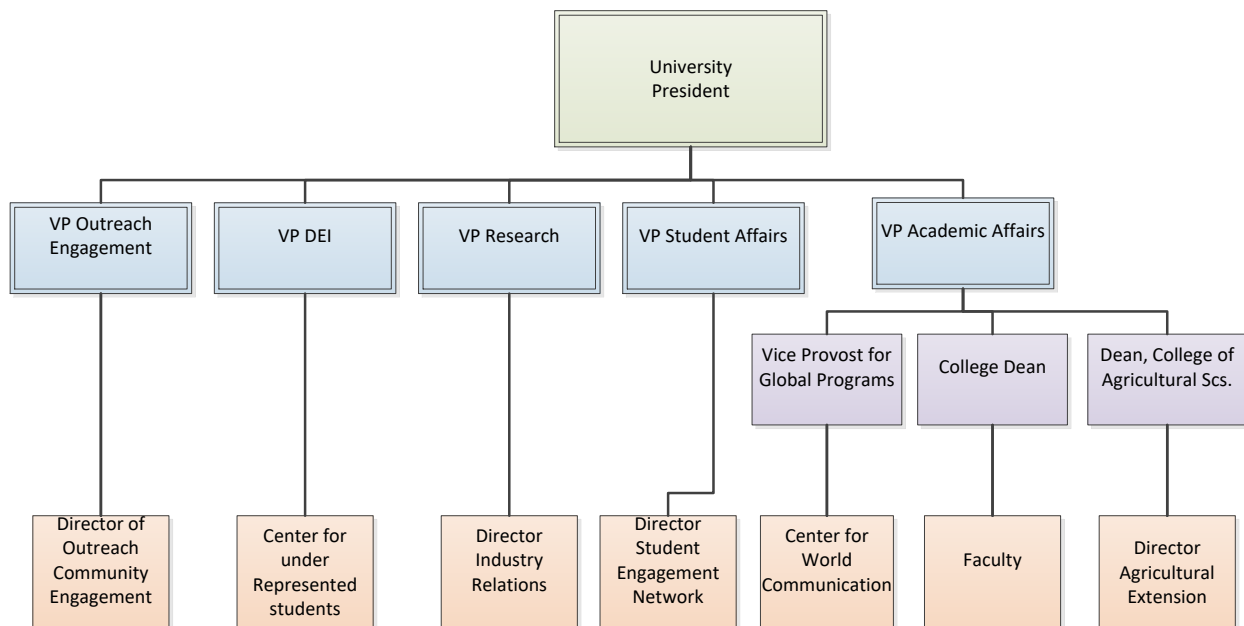 University
President
VP Outreach
Engagement
VP DEI
VP Research
VP Student Affairs
VP Academic Affairs
Vice Provost for
Global Programs
College Dean
Dean, College of
Agricultural Scs.
Director of
Outreach
Community
Engagement
Center for
under
Represented
students
Director
Industry
Relations
Director
Student
Engagement
Network
Center for
World
Communication
Faculty
Director
Agricultural
Extension